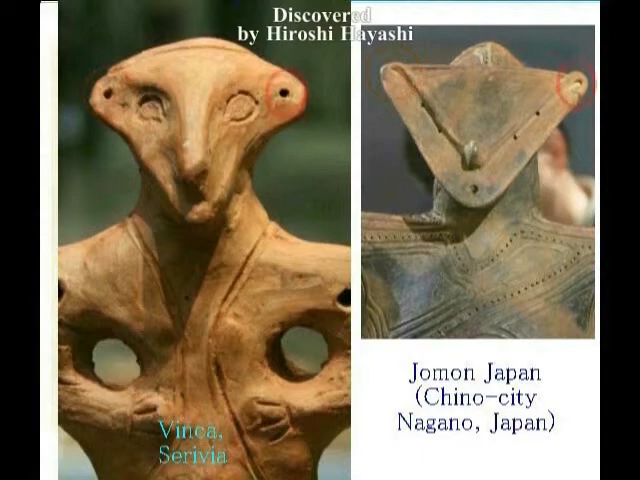 Discovered
by Hiroshi Hayashi
Vinca,
Serivia
Jomon Japan
(Chino-city
Nagano, Japan)